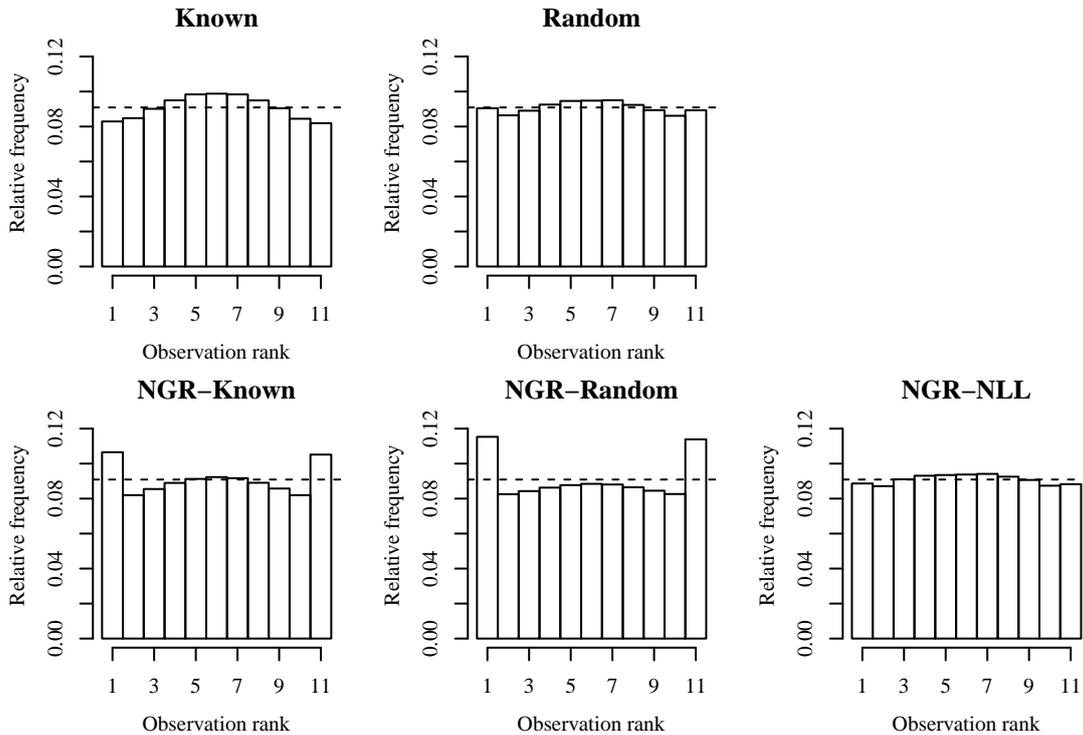 Known
Relative frequency
0.00 0.04 0.08 0.12
1 3 5 7 9 11
Observation rank
Random
Relative frequency
0.00 0.04 0.08 0.12
1 3 5 7 9 11
Observation rank
NGR−Known
Relative frequency
0.00 0.04 0.08 0.12
1 3 5 7 9 11
Observation rank
NGR−Random
Relative frequency
0.00 0.04 0.08 0.12
1 3 5 7 9 11
Observation rank
NGR−NLL
Relative frequency
0.00 0.04 0.08 0.12
1 3 5 7 9 11
Observation rank